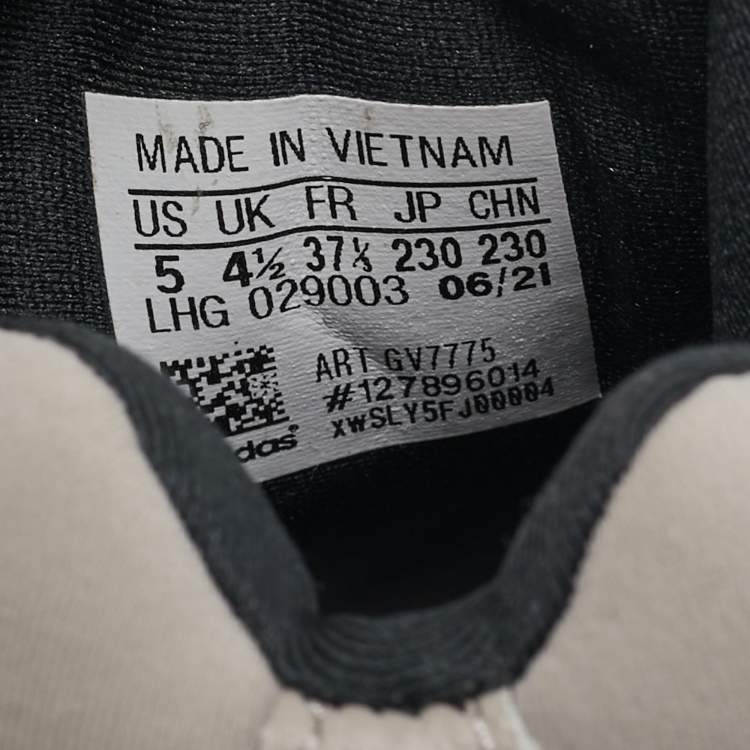 MADE IN VIETNAM
US UK FR JP CHN
5 4½ 37⅓ 230 230
LHG 029003 06/21
ART GV7775
#127896014
xwSLY5FJ00004
das®